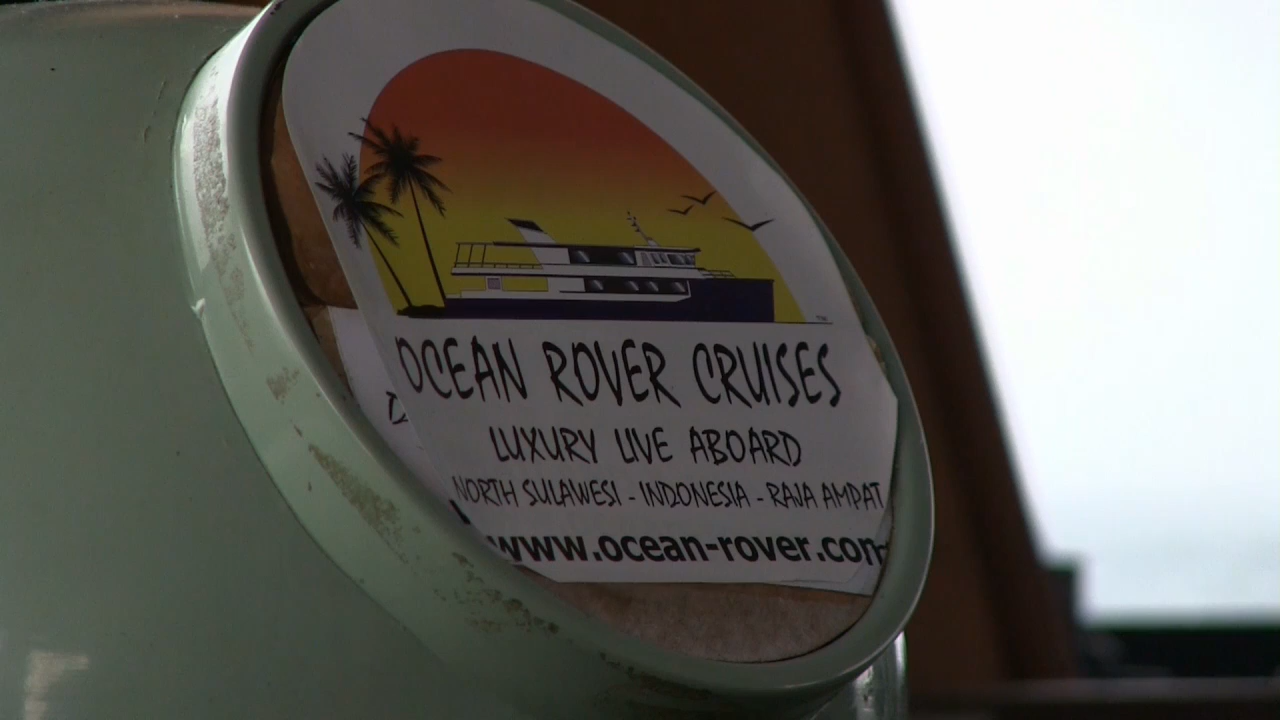 OCEAN ROVER CRUISES
LUXURY LIVE ABOARD
NORTH SULAWESI - INDONESIA - RAJA AMPAT
www.ocean-rover.com